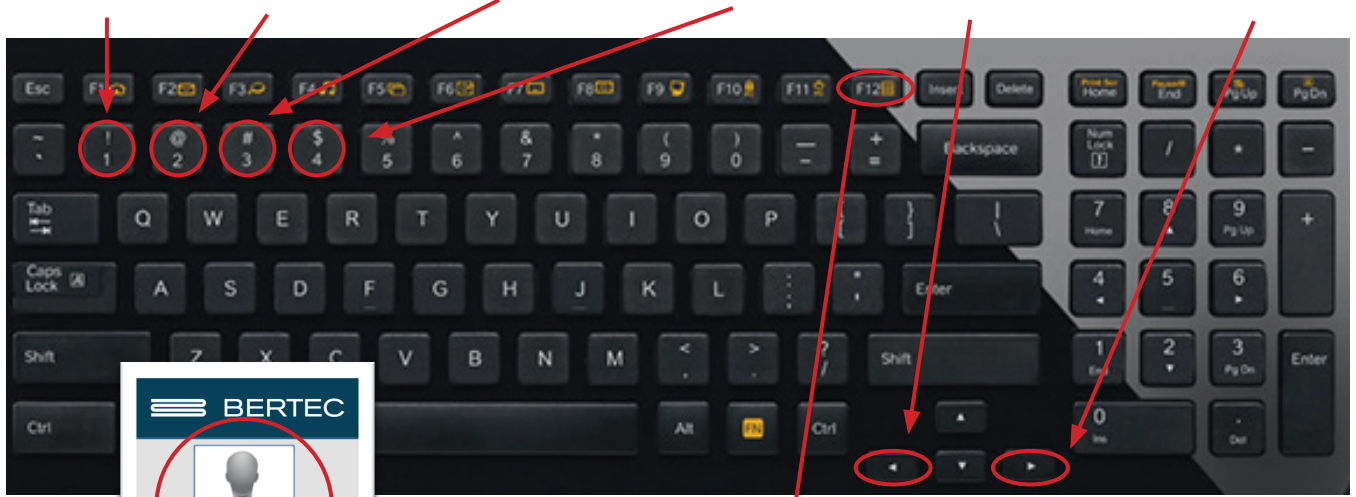 Esc F1 F2 F3 F4 F5 F6 F7 F8 F9 F10 F11 F12 Insert Delete Print Scr Home Pause End Pg Up Pg Dn
~ ` ! 1 @ 2 # 3 $ 4 % 5 ^ 6 & 7 * 8 ( 9 ) 0 — - + = Backspace Num Lock / * -
Tab Q W E R T Y U I O P { [ } ] | \ 7 Home 8 9 Pg Up +
Caps Lock A A S D F G H J K L : ; " ' Enter 4 5 6
Shift Z X C V B N M < , > . ? / Shift 1 End 2 3 Pg Dn Enter
Ctrl Alt FN Ctrl 0 Ins . Del
BERTEC